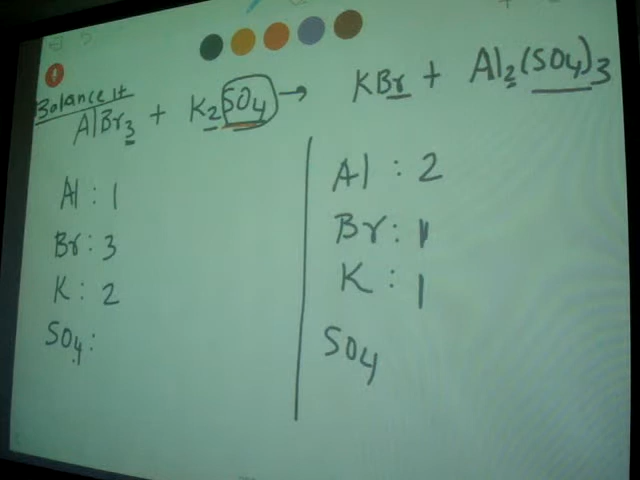 Balance it
AlBr₃ + K₂SO₄ → KBr + Al₂(SO₄)₃
Al : 1
Br : 3
K : 2
SO₄ :
Al : 2
Br : 1
K : 1
SO₄